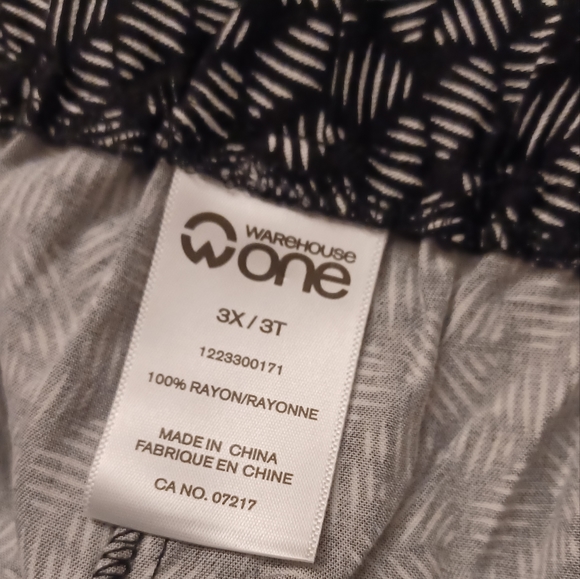 WAREHOUSE
one
3X / 3T
1223300171
100% RAYON/RAYONNE
MADE IN CHINA
FABRIQUE EN CHINE
CA NO. 07217